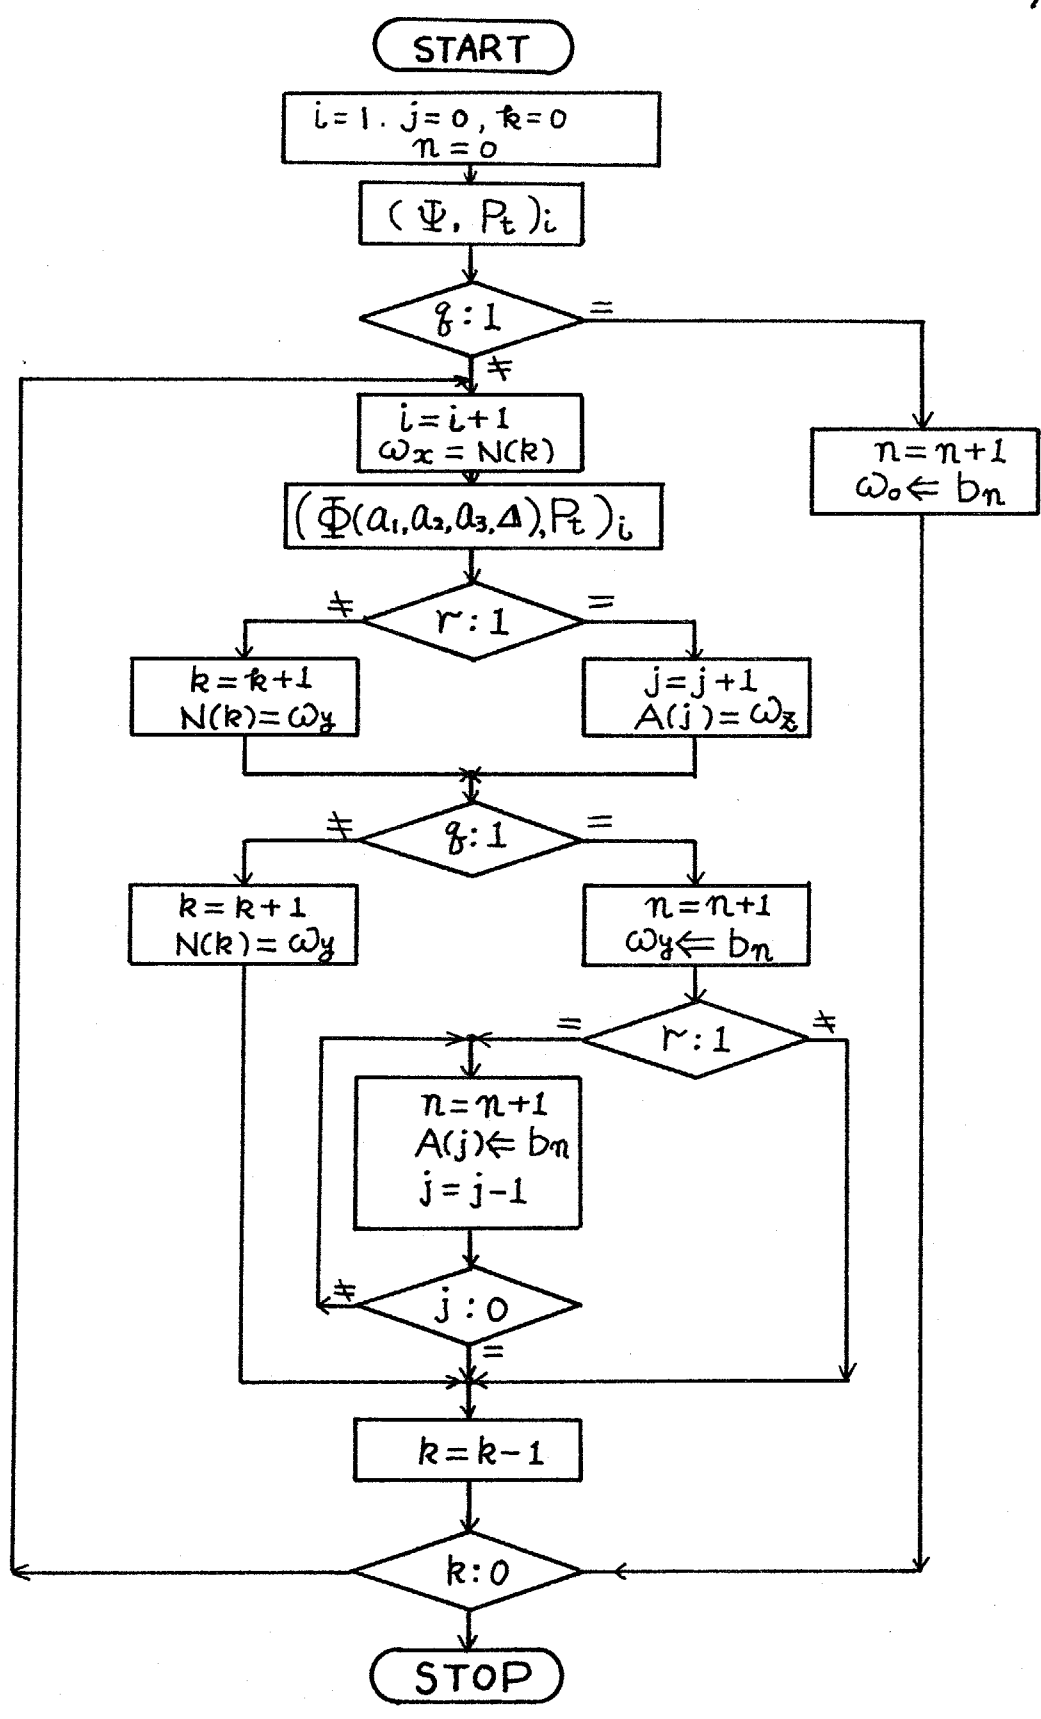 START
i=1. j=0, k=0
n=0
(Ψ, Pt)i
q:1
=
≠
i=i+1
ωx=N(k)
n=n+1
ω0⇐bn
(Φ(a1,a2,a3,Δ),Pt)i
≠
r:1
=
k=k+1
N(k)=ωy
j=j+1
A(j)=ωz
≠
q:1
=
k=k+1
N(k)=ωy
n=n+1
ωy⇐bn
=
r:1
≠
n=n+1
A(j)⇐bn
j=j-1
≠
j:0
=
k=k-1
k:0
STOP